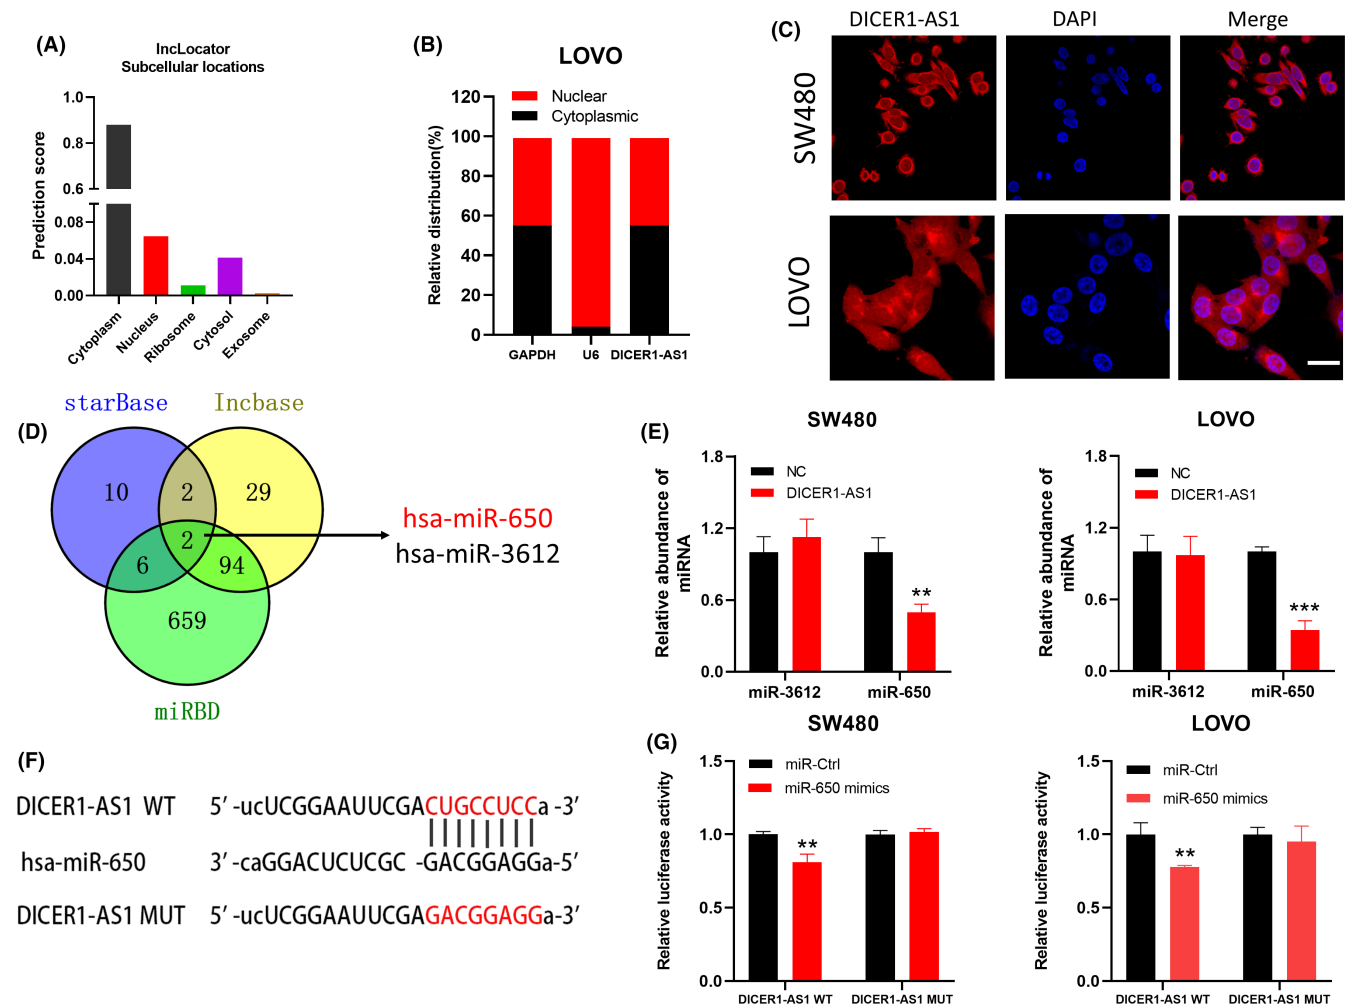 (A)
IncLocator
Subcellular locations
Prediction score
1.0
0.8
0.6
0.08
0.04
0.00
Cytoplasm
Nucleus
Ribosome
Cytosol
Exosome
(B)
LOVO
Relative distribution(%)
120
100
80
60
40
20
0
Nuclear
Cytoplasmic
GAPDH
U6
DICER1-AS1
(C)
DICER1-AS1
DAPI
Merge
SW480
LOVO
(D)
starBase
Incbase
10
2
29
2
6
94
659
miRBD
hsa-miR-650
hsa-miR-3612
(E)
SW480
Relative abundance of
miRNA
1.8
1.2
0.6
0.0
NC
DICER1-AS1
**
miR-3612
miR-650
LOVO
Relative abundance of
miRNA
1.8
1.2
0.6
0.0
NC
DICER1-AS1
***
miR-3612
miR-650
(F)
DICER1-AS1 WT 5′ -ucUCGGAAUUCGACUGCCUCCa -3′
hsa-miR-650 3′ -caGGACUCUCGC -GACGGAGGa-5′
DICER1-AS1 MUT 5′ -ucUCGGAAUUCGAGACGGAGGa-3′
(G)
SW480
Relative luciferase activity
1.5
1.0
0.5
0.0
miR-Ctrl
miR-650 mimics
**
DICER1-AS1 WT
DICER1-AS1 MUT
LOVO
Relative luciferase activity
1.5
1.0
0.5
0.0
miR-Ctrl
miR-650 mimics
**
DICER1-AS1 WT
DICER1-AS1 MUT